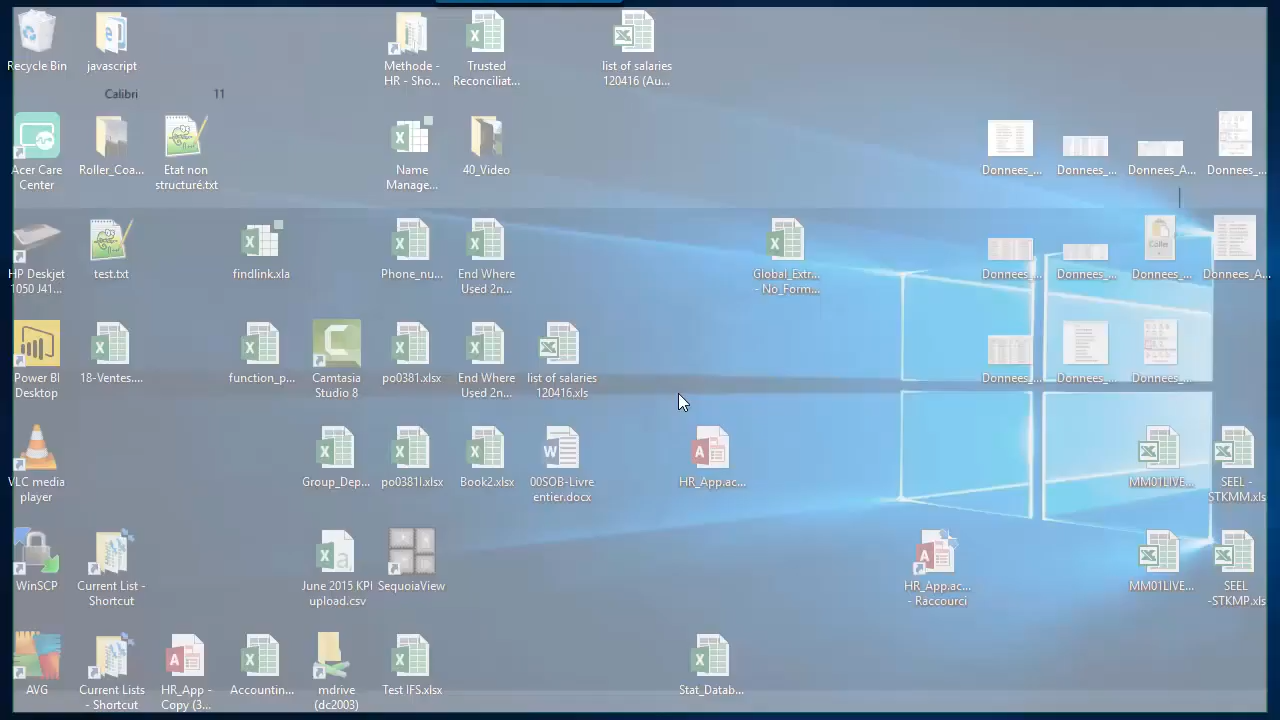 Recycle Bin
javascript
Methode -
HR - Sho...
Trusted
Reconciliat...
list of salaries
120416 (Au...
Calibri
11
Acer Care
Center
Roller_Coa...
Etat non
structuré.txt
Name
Manage...
40_Video
Donnees_...
Donnees_...
Donnees_A...
Donnees_...
HP Deskjet
1050 J41...
test.txt
findlink.xla
Phone_nu...
End Where
Used 2n...
Global_Extr...
- No_Form...
Donnees_...
Donnees_...
Donnees_...
Donnees_A...
Power BI
Desktop
18-Ventes....
function_p...
Camtasia
Studio 8
po0381.xlsx
End Where
Used 2n...
list of salaries
120416.xls
Donnees_...
Donnees_...
Donnees_...
VLC media
player
Group_Dep...
po0381l.xlsx
Book2.xlsx
00SOB-Livre
entier.docx
HR_App.ac...
MM01LIVE...
SEEL -
STKMM.xls
WinSCP
Current List -
Shortcut
June 2015 KPI
upload.csv
SequoiaView
HR_App.ac...
- Raccourci
MM01LIVE...
SEEL
-STKMP.xls
AVG
Current Lists
- Shortcut
HR_App -
Copy (3...
Accountin...
mdrive
(dc2003)
Test IFS.xlsx
Stat_Datab...